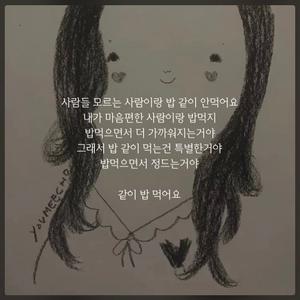 사람들 모르는 사람이랑 밥 같이 안먹어요
내가 마음편한 사람이랑 밥먹지
밥먹으면서 더 가까워지는거야
그래서 밥 같이 먹는건 특별한거야
밥먹으면서 정드는거야
같이 밥 먹어요
YOUMEECHO